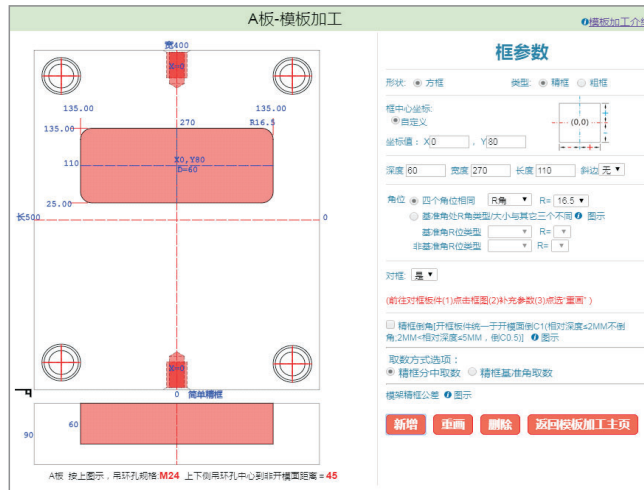 A板-模板加工
模板加工介绍
宽400
X-0
135.00
135.00
270
R16.5
135.00
110
X0,Y80
D=60
25.00
长500
0
X-0
0
简单精框
60
90
A板 按上图示，吊环孔规格:M24 上下侧吊环孔中心到非开模面距离=45
框参数
形状: 方框 类型: 精框 粗框
框中心坐标:
自定义
(0,0)
坐标值: X 0 , Y 80
深度 60 宽度 270 长度 110 斜边 无
角位 四个角位相同 R角 R= 16.5
基准角处R角类型/大小与其它三个不同 图示
基准角R位类型 R=
非基准角R位类型 R=
对框: 是
(前往对框板件(1)点击框图(2)补充参数(3)点选"重画")
精框倒角[开框板件统一于开模面倒C1(相对深度≤2MM不倒
角;2MM<相对深度≤5MM，倒C0.5)] 图示
取数方式选项：
精框分中取数 精框基准角取数
模架精框公差 图示
新增 重画 删除 返回模板加工主页